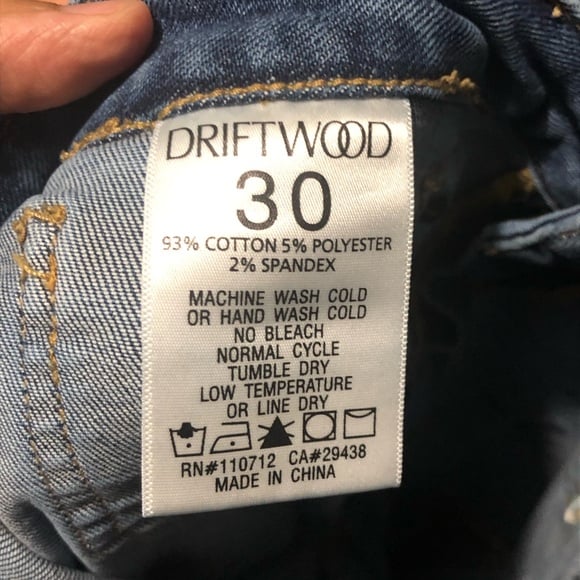 DRIFTWOOD
30
93% COTTON 5% POLYESTER
2% SPANDEX
MACHINE WASH COLD
OR HAND WASH COLD
NO BLEACH
NORMAL CYCLE
TUMBLE DRY
LOW TEMPERATURE
OR LINE DRY
RN#110712 CA#29438
MADE IN CHINA